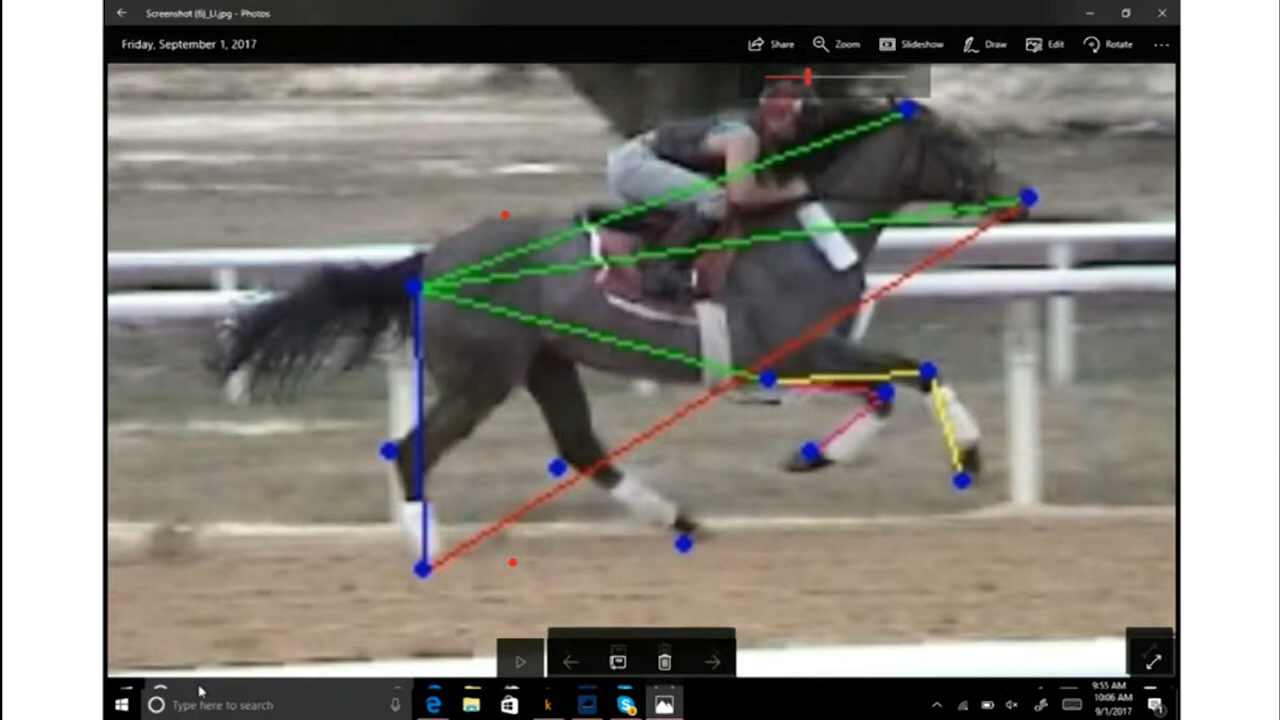 Screenshot (6)_LI.jpg - Photos
Friday, September 1, 2017
Share
Zoom
Slideshow
Draw
Edit
Rotate
Type here to search
9:55 AM
10:06 AM
9/1/2017